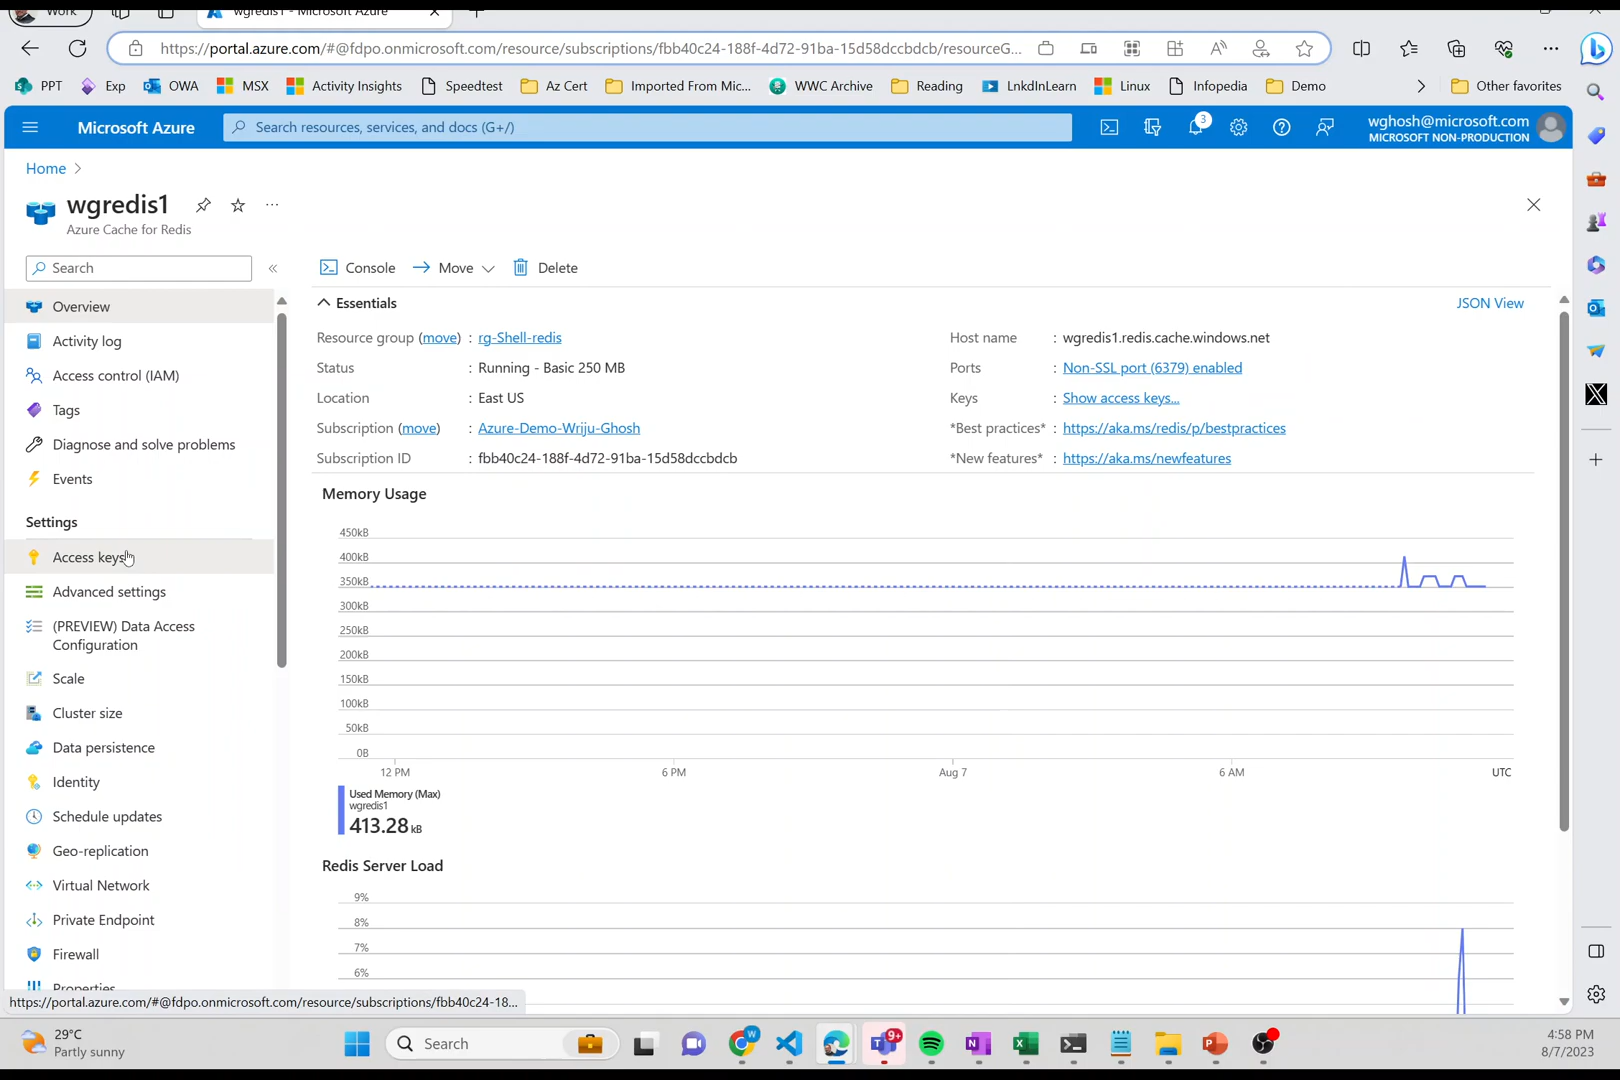 Work
wgredis1 - Microsoft Azure
https://portal.azure.com/#@fdpo.onmicrosoft.com/resource/subscriptions/fbb40c24-188f-4d72-91ba-15d58dccbdcb/resourceG...
PPT Exp OWA MSX Activity Insights Speedtest Az Cert Imported From Mic... WWC Archive Reading LnkdInLearn Linux Infopedia Demo Other favorites
Microsoft Azure
Search resources, services, and docs (G+/)
3
wghosh@microsoft.com
MICROSOFT NON-PRODUCTION
Home >
wgredis1
Azure Cache for Redis
Search
Overview
Activity log
Access control (IAM)
Tags
Diagnose and solve problems
Events
Settings
Access keys
Advanced settings
(PREVIEW) Data Access
Configuration
Scale
Cluster size
Data persistence
Identity
Schedule updates
Geo-replication
Virtual Network
Private Endpoint
Firewall
Properties
Console Move Delete
Essentials
JSON View
Resource group (move) : rg-Shell-redis
Status : Running - Basic 250 MB
Location : East US
Subscription (move) : Azure-Demo-Wriju-Ghosh
Subscription ID : fbb40c24-188f-4d72-91ba-15d58dccbdcb
Host name : wgredis1.redis.cache.windows.net
Ports : Non-SSL port (6379) enabled
Keys : Show access keys...
*Best practices* : https://aka.ms/redis/p/bestpractices
*New features* : https://aka.ms/newfeatures
Memory Usage
450kB
400kB
350kB
300kB
250kB
200kB
150kB
100kB
50kB
0B
12 PM 6 PM Aug 7 6 AM UTC
Used Memory (Max)
wgredis1
413.28 kB
Redis Server Load
9%
8%
7%
6%
https://portal.azure.com/#@fdpo.onmicrosoft.com/resource/subscriptions/fbb40c24-18...
29°C
Partly sunny
Search
9+
4:58 PM
8/7/2023